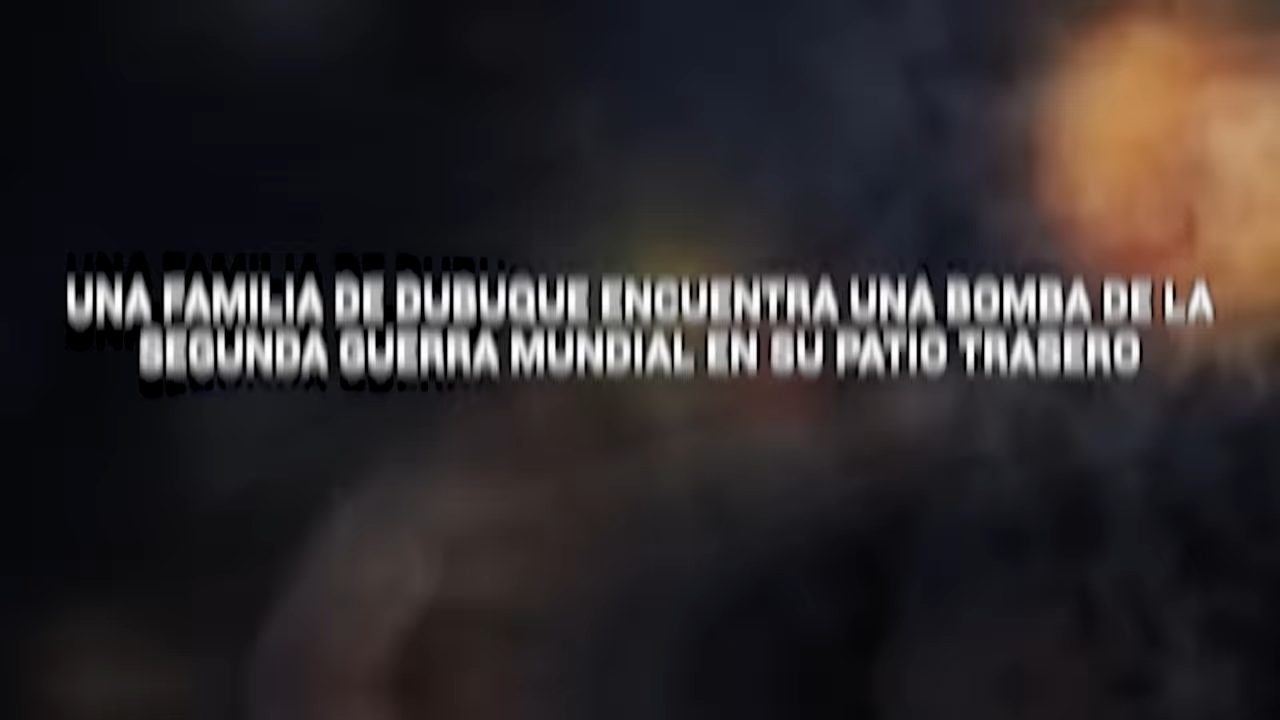 UNA FAMILIA DE DUBUQUE ENCUENTRA UNA BOMBA DE LA
SEGUNDA GUERRA MUNDIAL EN SU PATIO TRASERO